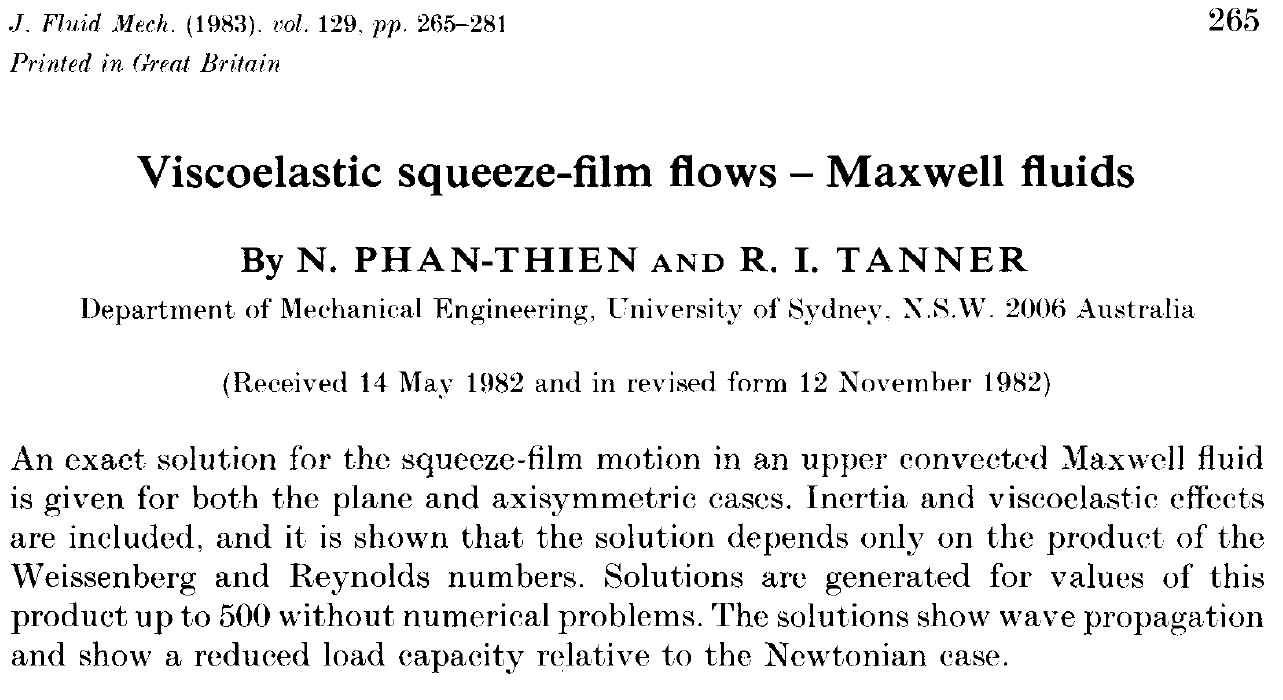 J. Fluid Mech. (1983), vol. 129, pp. 265–281
265
Printed in Great Britain
Viscoelastic squeeze-film flows – Maxwell fluids
By N. PHAN-THIEN AND R. I. TANNER
Department of Mechanical Engineering, University of Sydney, N.S.W. 2006 Australia
(Received 14 May 1982 and in revised form 12 November 1982)
An exact solution for the squeeze-film motion in an upper convected Maxwell fluid
is given for both the plane and axisymmetric cases. Inertia and viscoelastic effects
are included, and it is shown that the solution depends only on the product of the
Weissenberg and Reynolds numbers. Solutions are generated for values of this
product up to 500 without numerical problems. The solutions show wave propagation
and show a reduced load capacity relative to the Newtonian case.